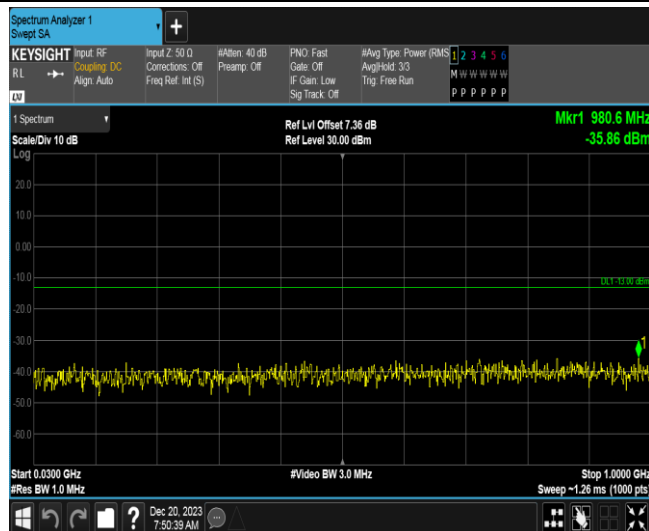 Spectrum Analyzer 1
Swept SA
+
KEYSIGHT
RL
LXI
Input: RF
Coupling: DC
Align: Auto
Input Z: 50 Ω
Corrections: Off
Freq Ref: Int (S)
#Atten: 40 dB
Preamp: Off
PNO: Fast
Gate: Off
IF Gain: Low
Sig Track: Off
#Avg Type: Power (RMS
Avg|Hold: 3/3
Trig: Free Run
1 2 3 4 5 6
M W W W W W
P P P P P P
1 Spectrum
Scale/Div 10 dB
Log
Ref Lvl Offset 7.36 dB
Ref Level 30.00 dBm
Mkr1 980.6 MHz
-35.86 dBm
20.0
10.0
0.00
-10.0
DL1 -13.00 dBm
-20.0
-30.0
1
-40.0
-50.0
-60.0
Start 0.0300 GHz
#Res BW 1.0 MHz
#Video BW 3.0 MHz
Stop 1.0000 GHz
Sweep ~1.26 ms (1000 pts)
?
Dec 20, 2023
7:50:39 AM